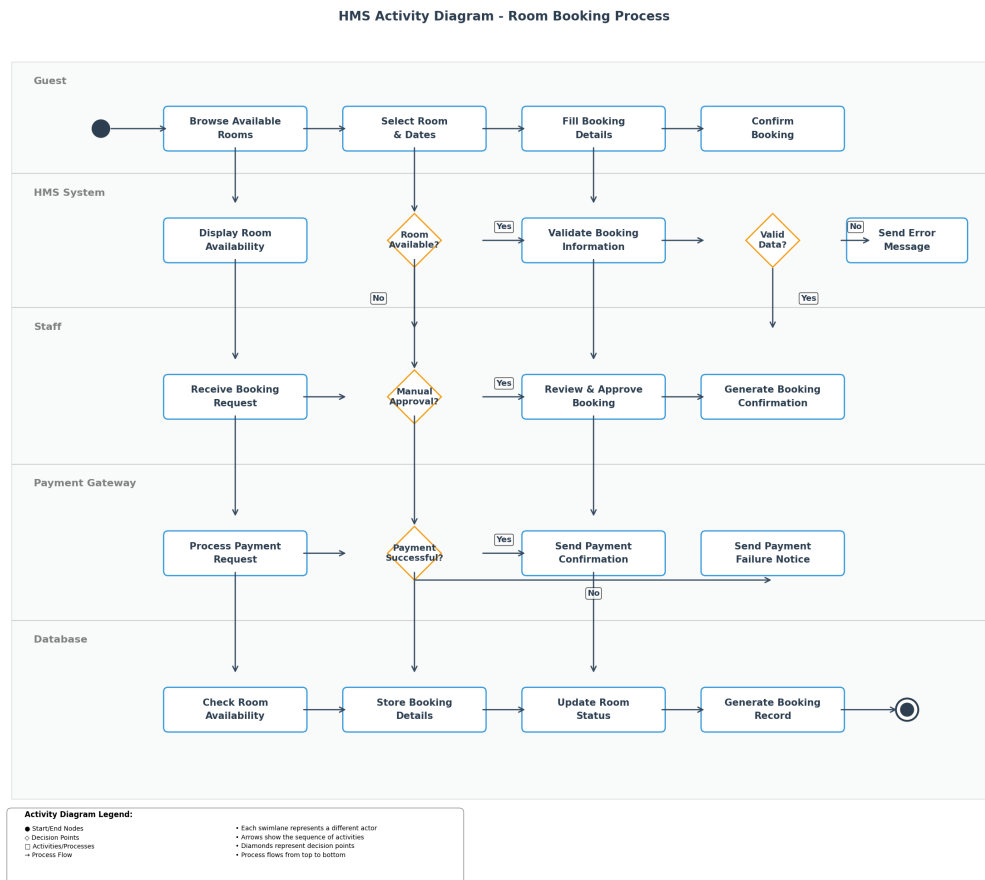 HMS Activity Diagram - Room Booking Process
Guest
Browse Available
Rooms
Select Room
& Dates
Fill Booking
Details
Confirm
Booking
HMS System
Display Room
Availability
Room
Available?
Yes
Validate Booking
Information
Valid
Data?
No
Send Error
Message
No
Yes
Staff
Receive Booking
Request
Manual
Approval?
Yes
Review & Approve
Booking
Generate Booking
Confirmation
Payment Gateway
Process Payment
Request
Payment
Successful?
Yes
Send Payment
Confirmation
Send Payment
Failure Notice
No
Database
Check Room
Availability
Store Booking
Details
Update Room
Status
Generate Booking
Record
Activity Diagram Legend:
● Start/End Nodes
◇ Decision Points
□ Activities/Processes
→ Process Flow
• Each swimlane represents a different actor
• Arrows show the sequence of activities
• Diamonds represent decision points
• Process flows from top to bottom